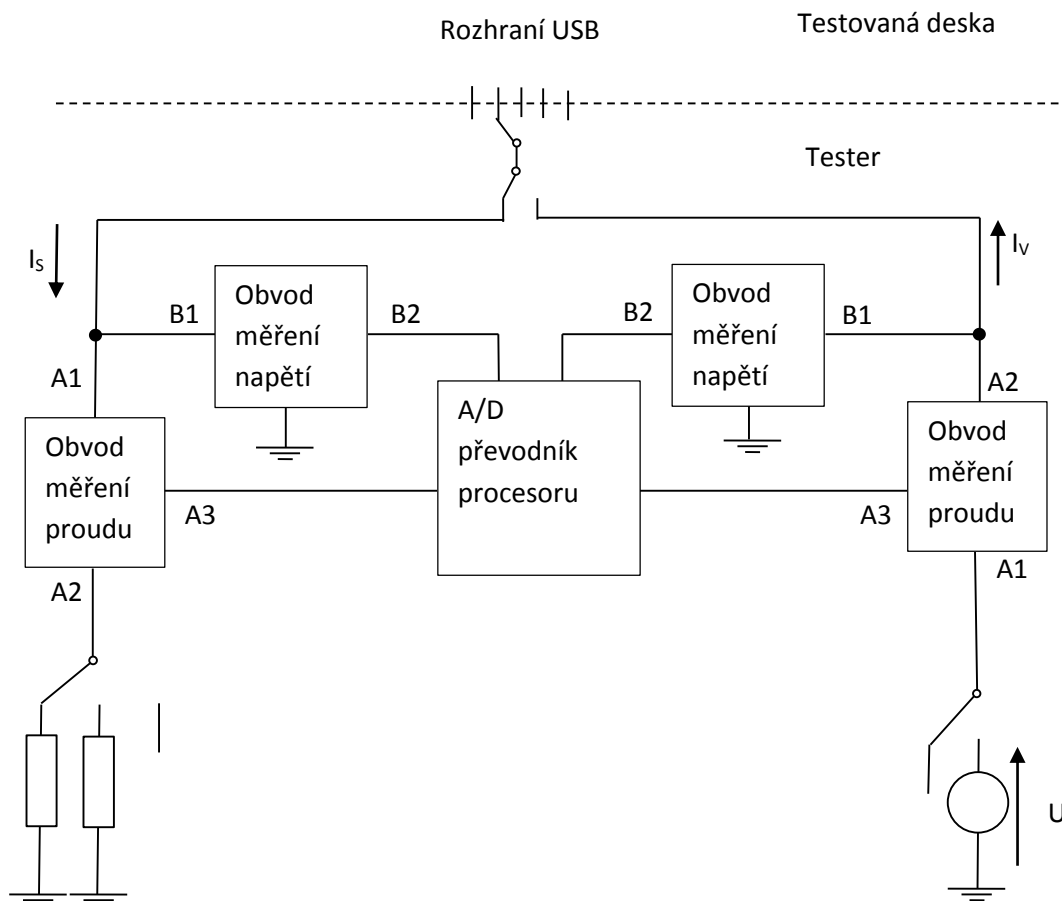 Rozhraní USB
Testovaná deska
Tester
IS
IV
Obvod
měření
napětí
B1
B2
Obvod
měření
napětí
B2
B1
A1
A2
A/D
převodník
procesoru
Obvod
měření
proudu
A3
Obvod
měření
proudu
A3
A2
A1
U